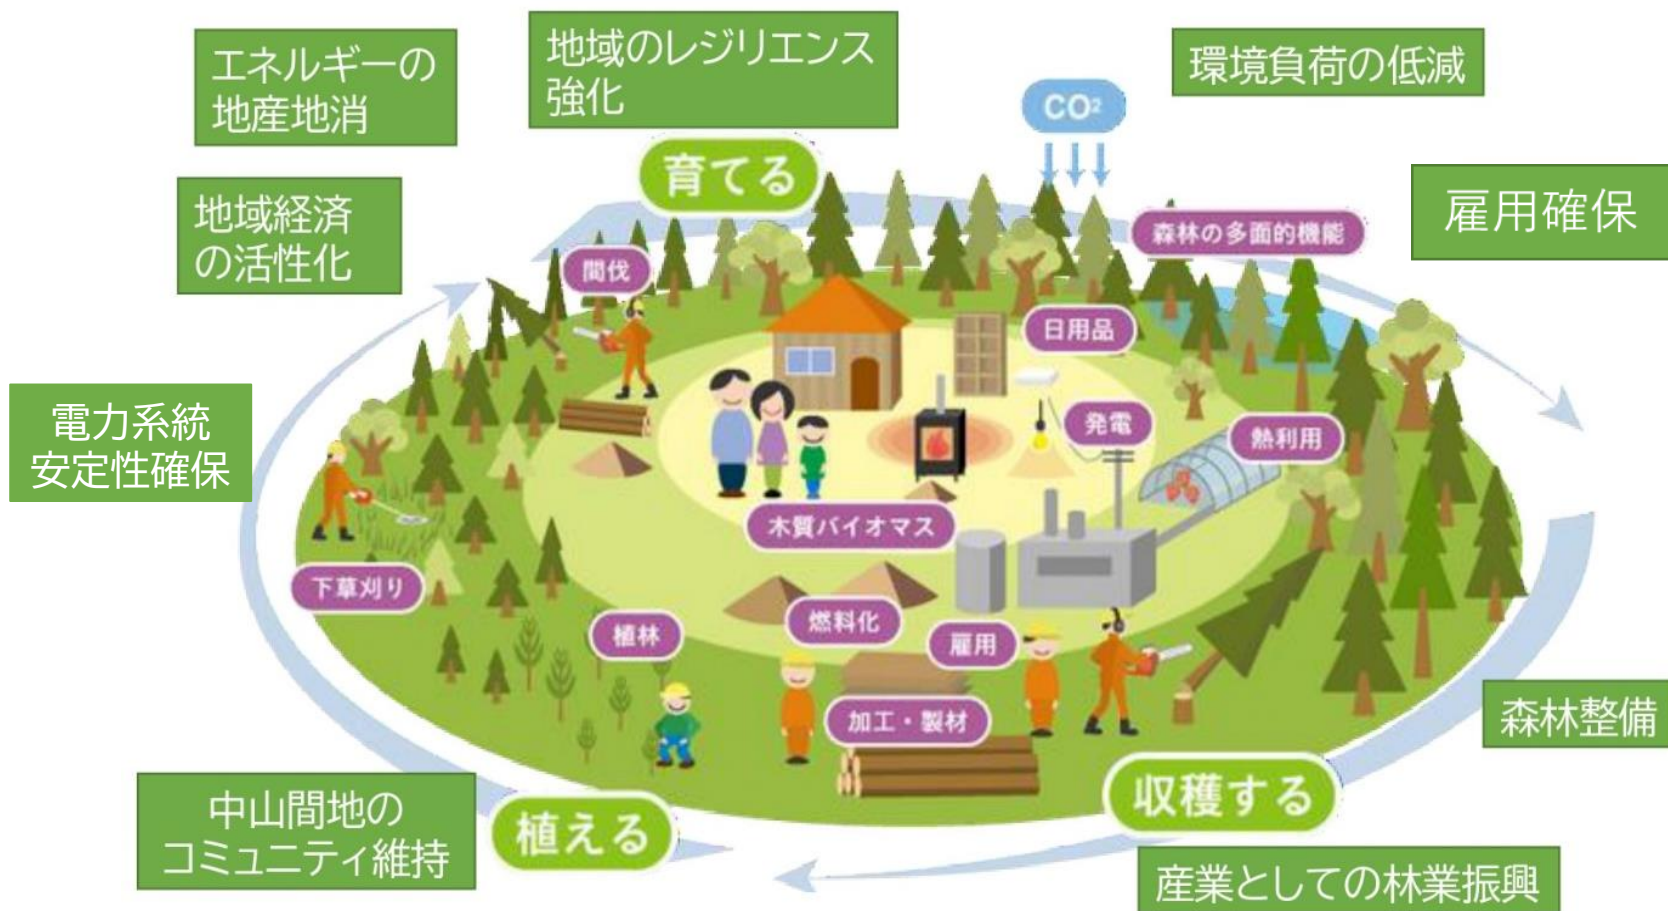 エネルギーの
地産地消
地域のレジリエンス
強化
環境負荷の低減
CO2
育てる
地域経済
の活性化
雇用確保
森林の多面的機能
間伐
日用品
発電
熱利用
電力系統
安定性確保
木質バイオマス
下草刈り
燃料化
植林
雇用
加工・製材
森林整備
収穫する
植える
中山間地の
コミュニティ維持
産業としての林業振興